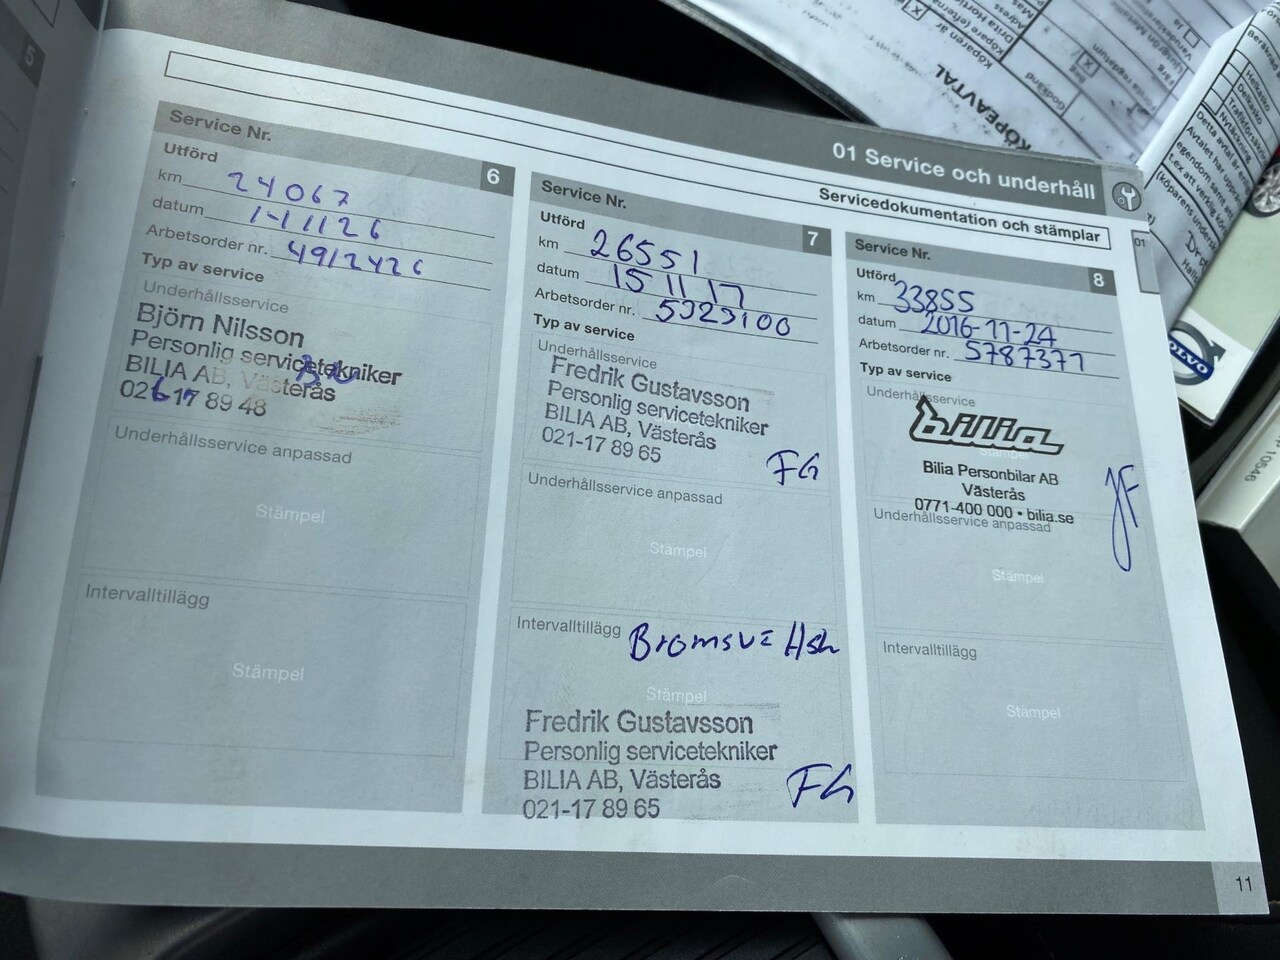 5
01 Service och underhåll
Servicedokumentation och stämplar
01
Service Nr.
6
Utförd
km 24067
datum 1-11126
Arbetsorder nr. 4912426
Typ av service
Underhållsservice
Björn Nilsson
Personlig servicetekniker
BILIA AB, Västerås
021-17 89 48
Underhållsservice anpassad
Stämpel
Intervalltillägg
Stämpel
Service Nr.
7
Utförd
km 26551
datum 15 11 17
Arbetsorder nr. 5323100
Typ av service
Underhållsservice
Fredrik Gustavsson
Personlig servicetekniker
BILIA AB, Västerås
021-17 89 65
FG
Underhållsservice anpassad
Stämpel
Intervalltillägg
Stämpel
Fredrik Gustavsson
Personlig servicetekniker
BILIA AB, Västerås
021-17 89 65
FG
Service Nr.
8
Utförd
km 33855
datum 2016-11-24
Arbetsorder nr. 5787371
Typ av service
Underhållsservice
Stämpel
bilia
Bilia Personbilar AB
Västerås
0771-400 000 • bilia.se
JF
Underhållsservice anpassad
Stämpel
Intervalltillägg
Stämpel
11
KÖPEAVTAL
Köparen är
Godkänd
VOLVO